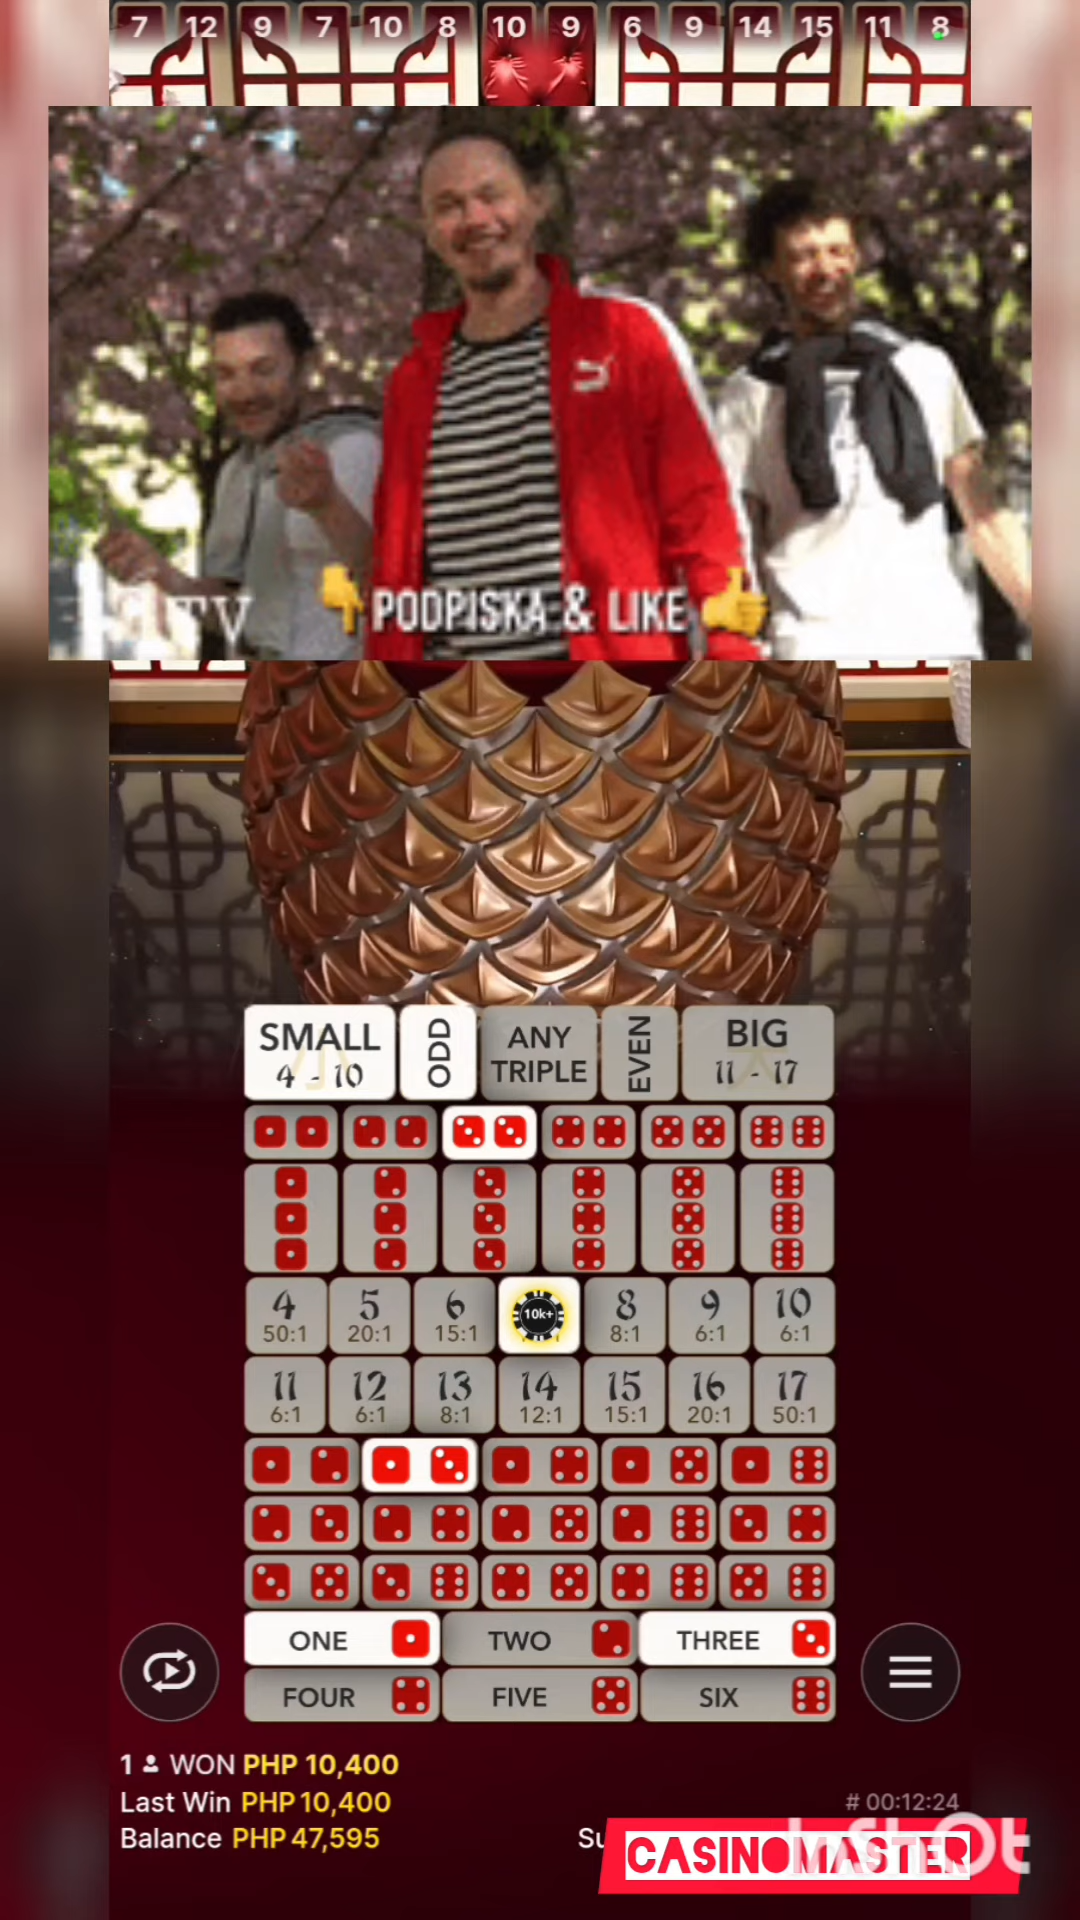 7 12 9 7 10 8 10 9 6 9 14 15 11 8
TV
👇 PODPISKA & LIKE 👍
SMALL ODD ANY EVEN BIG
4 - 10 TRIPLE 11 - 17
4 5 6 10k+ 8 9 10
50:1 20:1 15:1 8:1 6:1 6:1
11 12 13 14 15 16 17
6:1 6:1 8:1 12:1 15:1 20:1 50:1
ONE TWO THREE
FOUR FIVE SIX
1 WON PHP 10,400
Last Win PHP 10,400
# 00:12:24
Balance PHP 47,595
CASINOMASTER